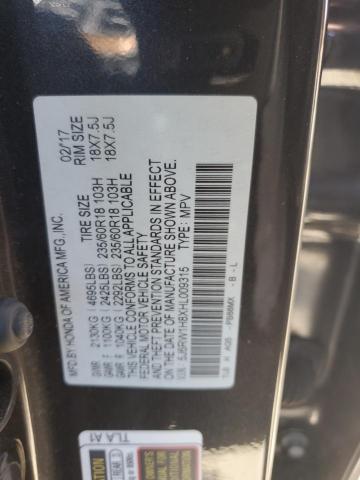 MFD.BY HONDA OF AMERICA MFG.,INC. 02/17
TIRE SIZE RIM SIZE
GVWR 2130KG (4695LBS)
GAWR F 1100KG (2425LBS) 235/60R18 103H 18X7.5J
GAWR R 1040KG (2292LBS) 235/60R18 103H 18X7.5J
THIS VEHICLE CONFORMS TO ALL APPLICABLE
FEDERAL MOTOR VEHICLE SAFETY
AND THEFT PREVENTION STANDARDS IN EFFECT
ON THE DATE OF MANUFACTURE SHOWN ABOVE.
V.I.N.: 5J6RW1H8XHL009315 TYPE: MPV
TLA
-B-L
TLA A1